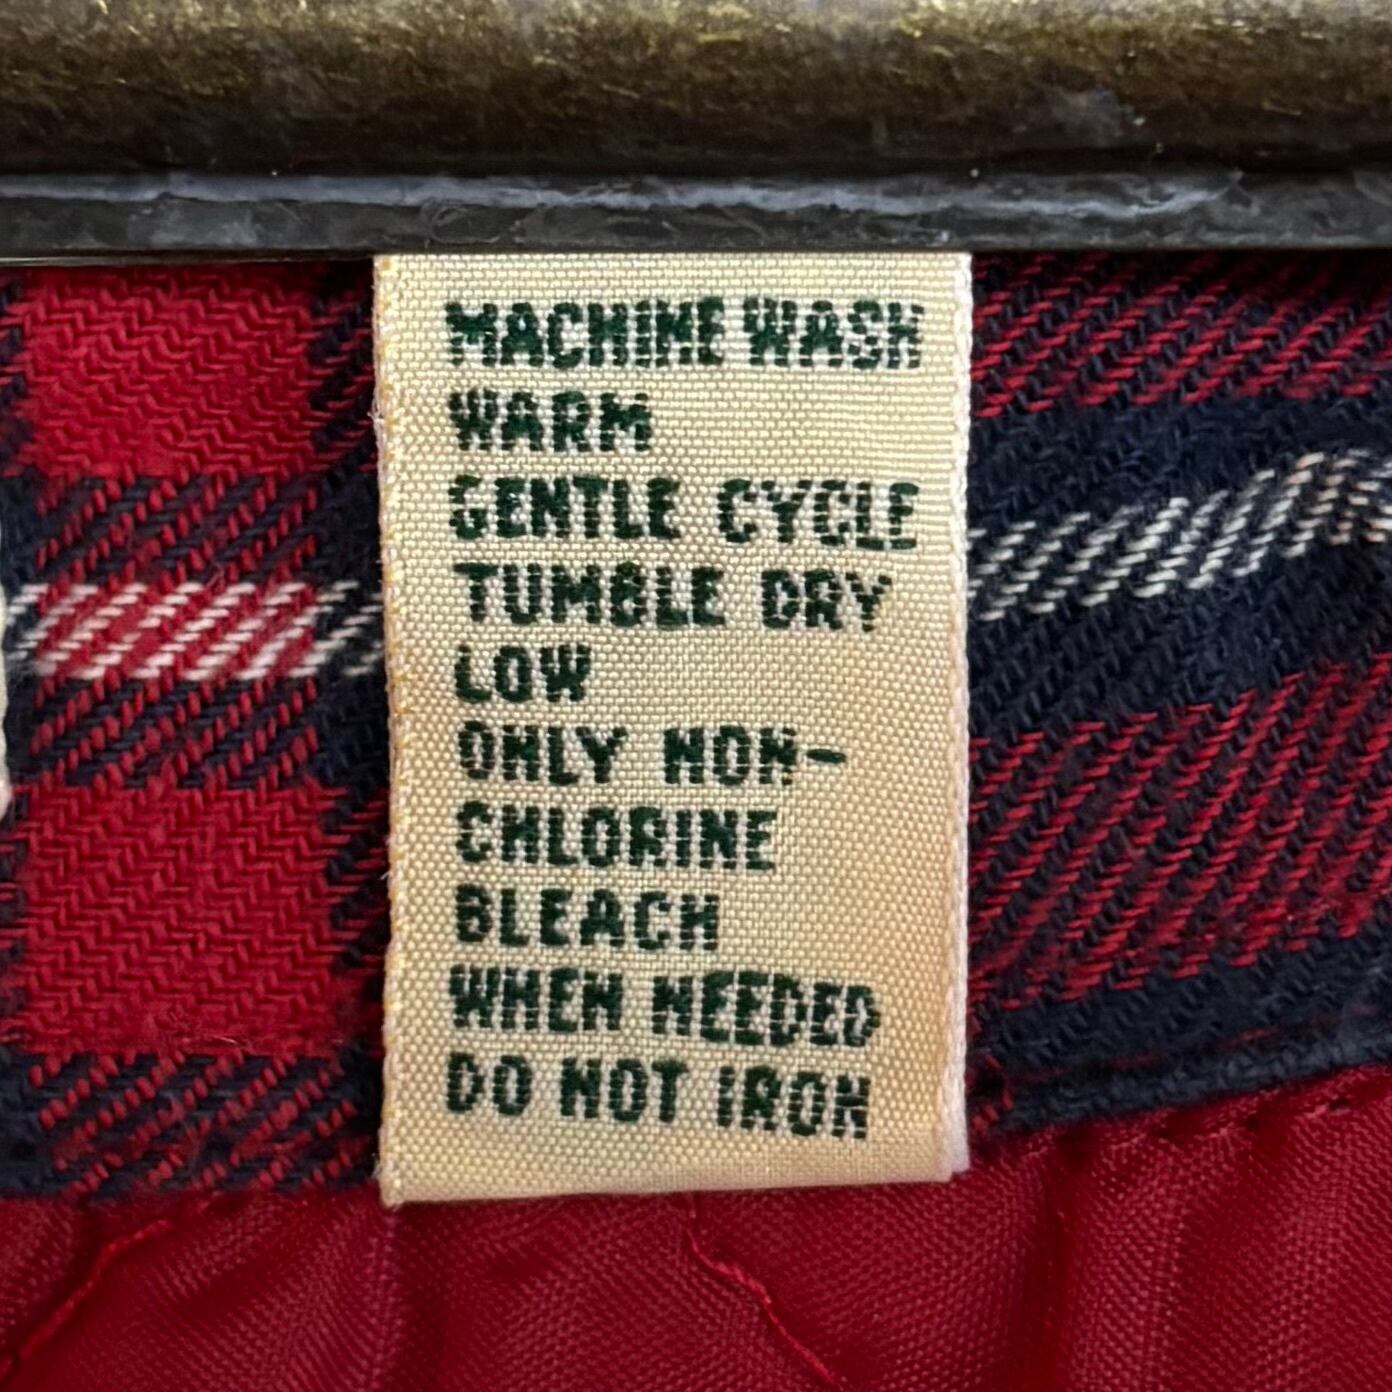 MACHINE WASH
WARM
GENTLE CYCLE
TUMBLE DRY
LOW
ONLY NON-
CHLORINE
BLEACH
WHEN NEEDED
DO NOT IRON